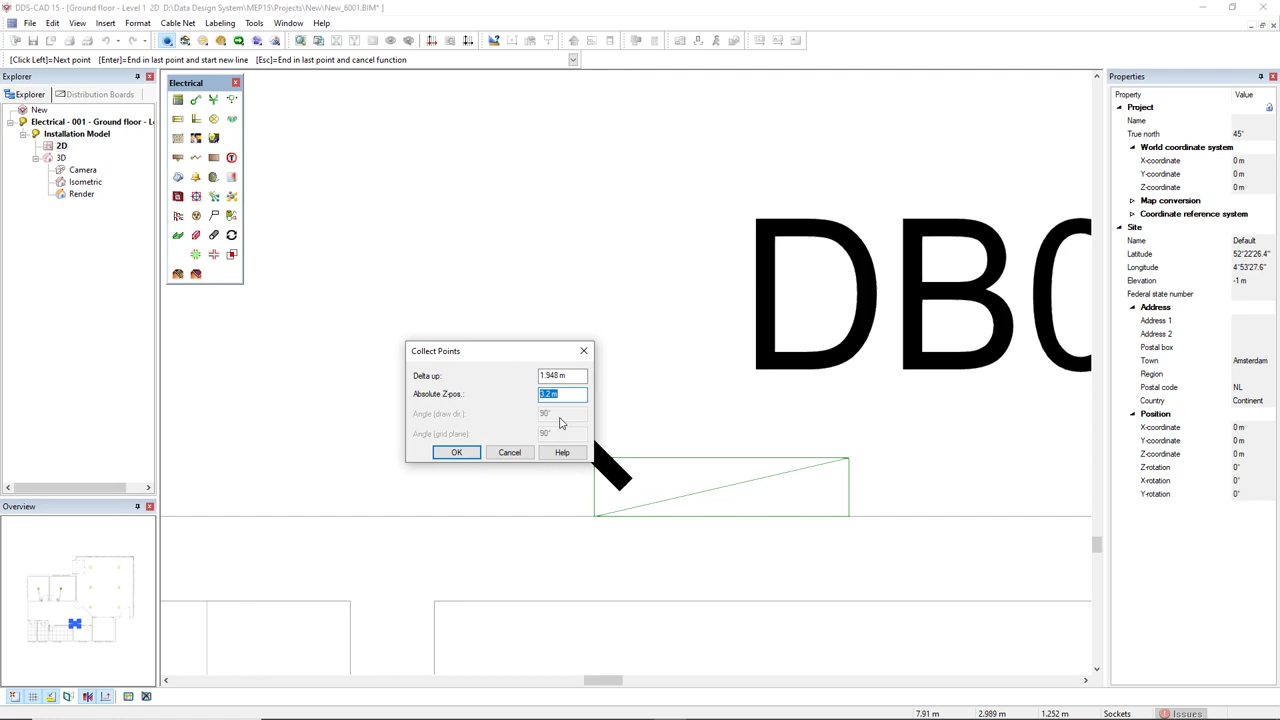 DDS-CAD 15 - [Ground floor - Level 1 2D D:\Data Design System\MEP15\Projects\New\New_6001.BIM* ]
File Edit View Insert Format Cable Net Labeling Tools Window Help
[Click Left]=Next point [Enter]=End in last point and start new line [Esc]=End in last point and cancel function
Explorer
Explorer Distribution Boards
New
Electrical - 001 - Ground floor - L
Installation Model
2D
3D
Camera
Isometric
Render
Overview
Electrical
DB
Collect Points
Delta up: 1.948 m
Absolute Z-pos.: 3.2 m
Angle (draw dir.): 90°
Angle (grid plane): 90°
OK Cancel Help
Properties
Property Value
Project
Name
True north 45°
World coordinate system
X-coordinate 0 m
Y-coordinate 0 m
Z-coordinate 0 m
Map conversion
Coordinate reference system
Site
Name Default
Latitude 52°22'26.4"
Longitude 4°53'27.6"
Elevation -1 m
Federal state number
Address
Address 1
Address 2
Postal box
Town Amsterdam
Region
Postal code NL
Country Continent
Position
X-coordinate 0 m
Y-coordinate 0 m
Z-coordinate 0 m
Z-rotation 0°
X-rotation 0°
Y-rotation 0°
7.91 m 2.989 m 1.252 m Sockets Issues